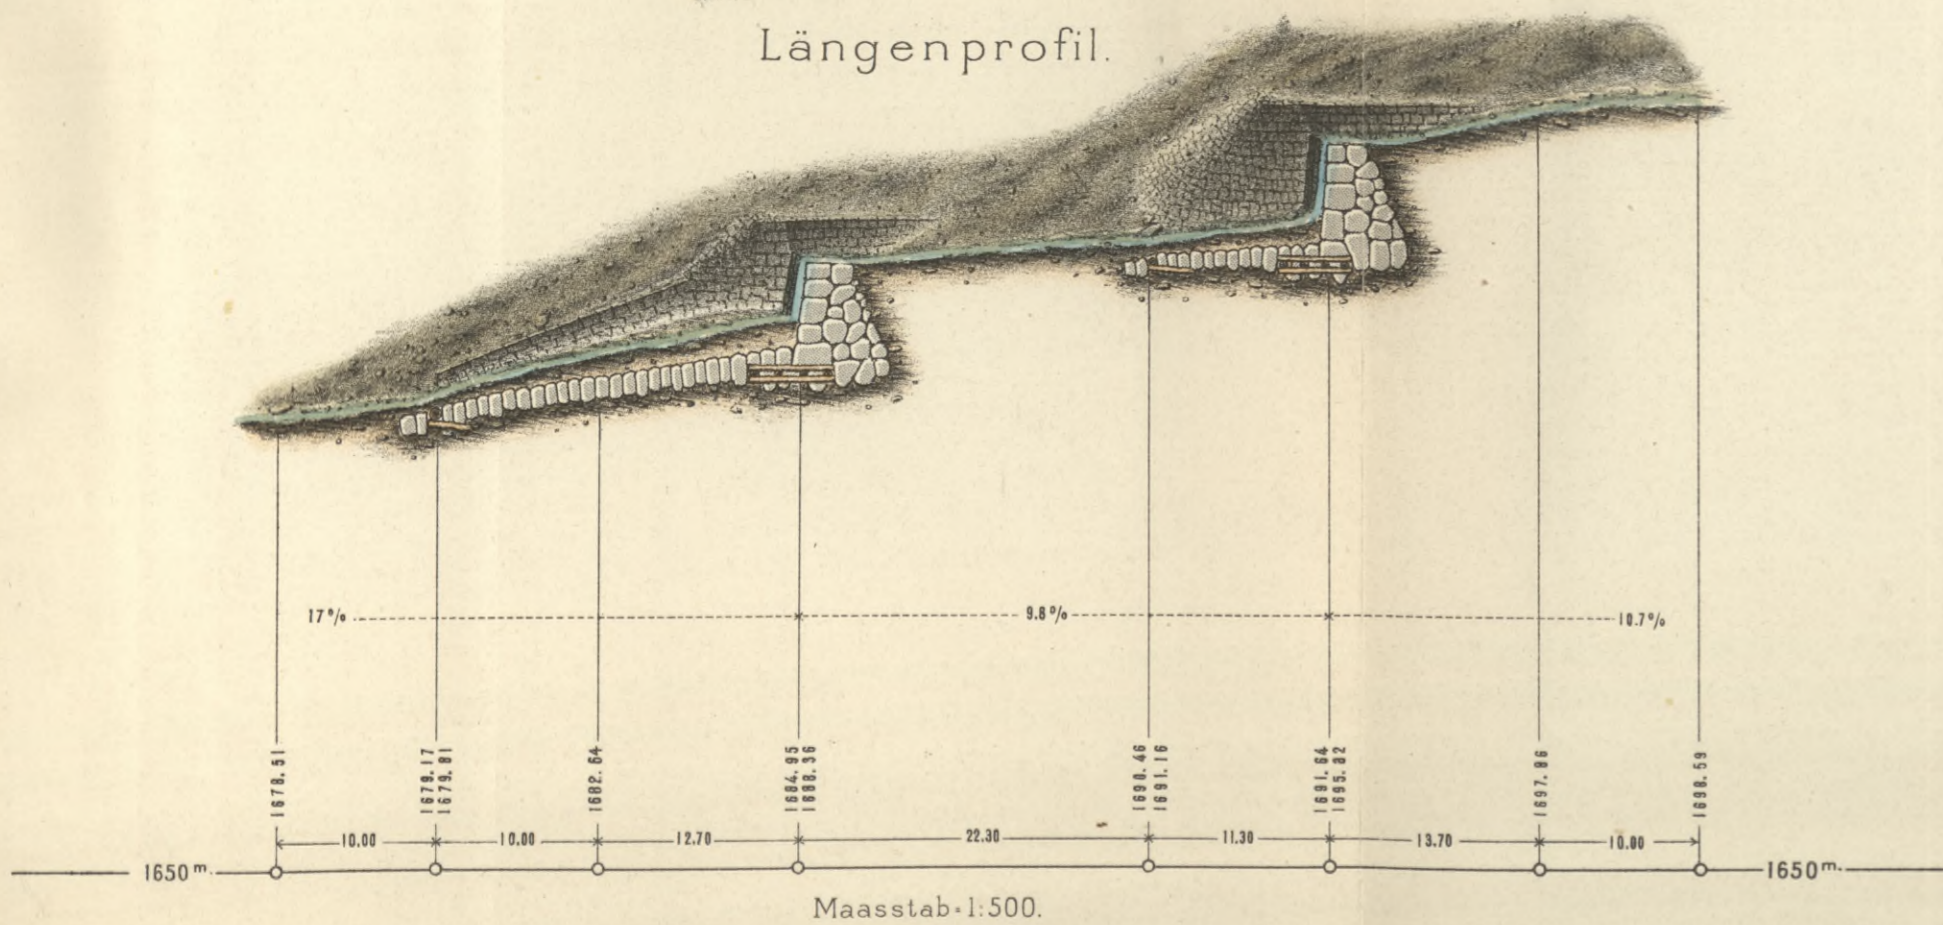 Längenprofil.
17% 9.8% 10.7%
1678.51
1679.17
1679.81
1682.64
1684.95
1688.36
1690.46
1691.16
1691.64
1695.82
1697.86
1698.59
10.00 10.00 12.70 22.30 11.30 13.70 10.00
1650 m. 1650 m.
Maasstab=1:500.